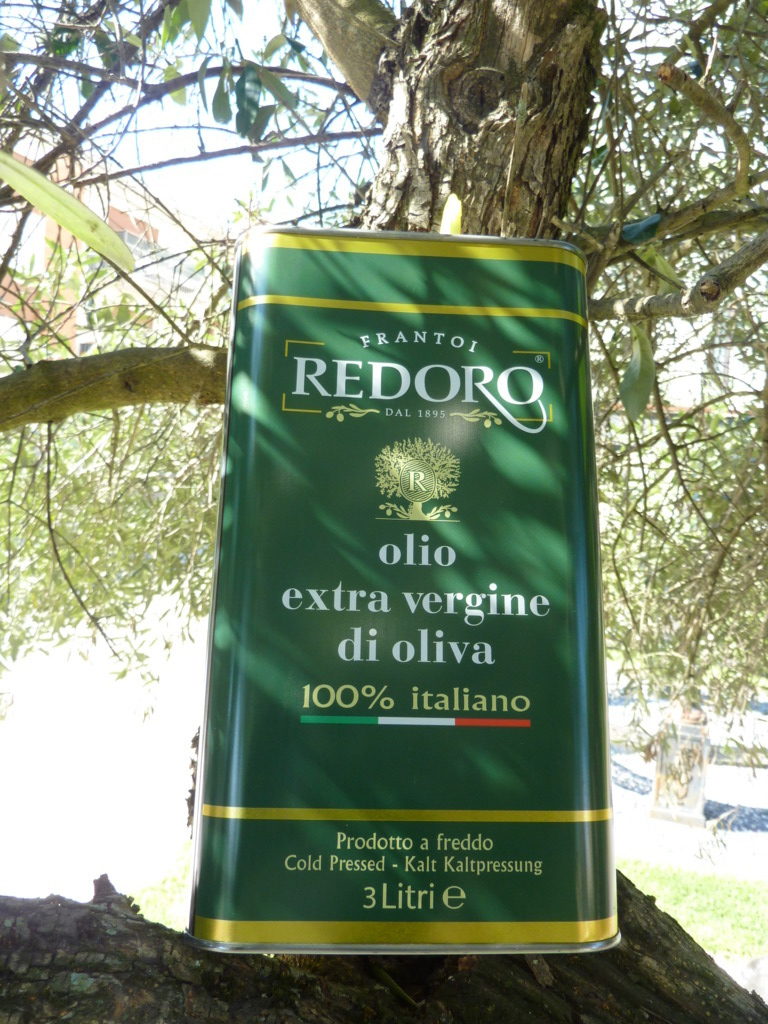 FRANTOI
REDORO®
DAL 1895
R
olio
extra vergine
di oliva
100% italiano
Prodotto a freddo
Cold Pressed - Kalt Kaltpressung
3 Litri ℮